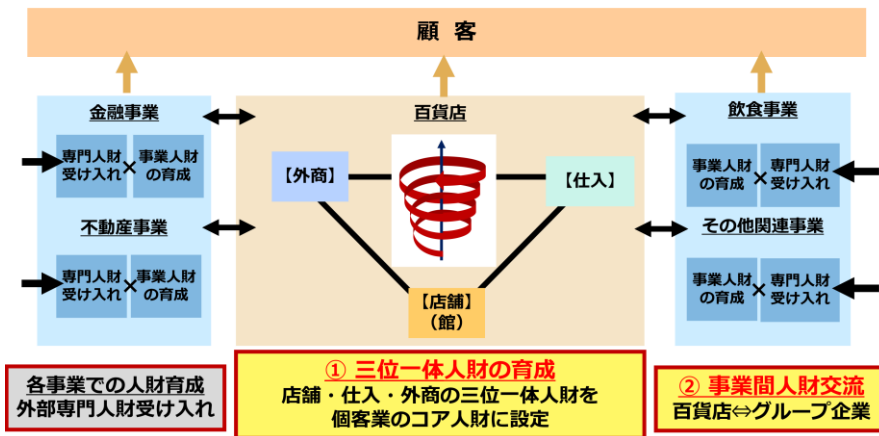 顧 客
金融事業
専門人財
受け入れ
×
事業人財
の育成
不動産事業
専門人財
受け入れ
×
事業人財
の育成
百貨店
【外商】
【仕入】
【店舗】
（館）
飲食事業
事業人財
の育成
×
専門人財
受け入れ
その他関連事業
事業人財
の育成
×
専門人財
受け入れ
各事業での人財育成
外部専門人財受け入れ
① 三位一体人財の育成
店舗・仕入・外商の三位一体人財を
個客業のコア人財に設定
② 事業間人財交流
百貨店⇔グループ企業